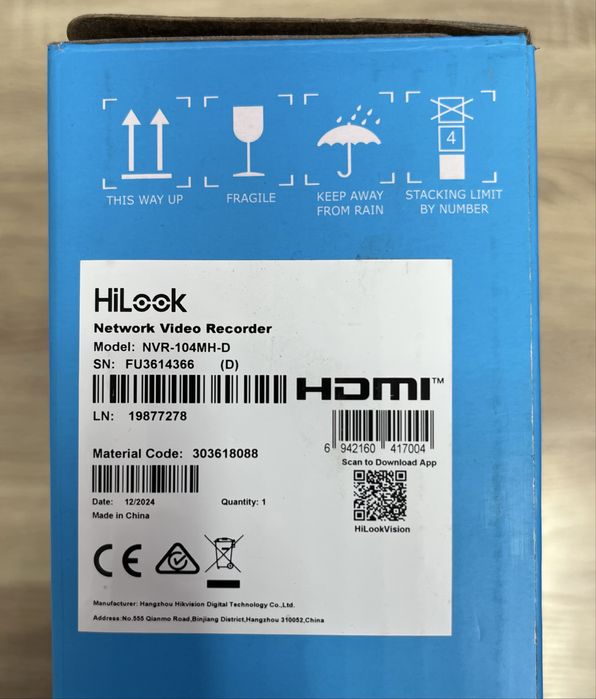 4
THIS WAY UP
FRAGILE
KEEP AWAY
FROM RAIN
STACKING LIMIT
BY NUMBER
HiLook
Network Video Recorder
Model: NVR-104MH-D
SN: FU3614366 (D)
HDMI™
LN: 19877278
6 942160 417004
Material Code: 303618088
Scan to Download App
Date: 12/2024 Quantity: 1
Made in China
HiLookVision
CE
Manufacturer: Hangzhou Hikvision Digital Technology Co.,Ltd.
Address:No.555 Qianmo Road,Binjiang District,Hangzhou 310052,China